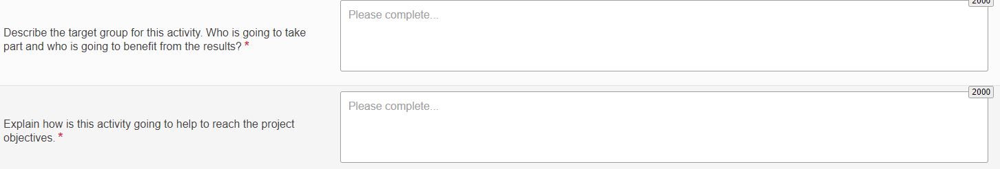 2000
Please complete...
Describe the target group for this activity. Who is going to take
part and who is going to benefit from the results? *
2000
Please complete...
Explain how is this activity going to help to reach the project
objectives. *